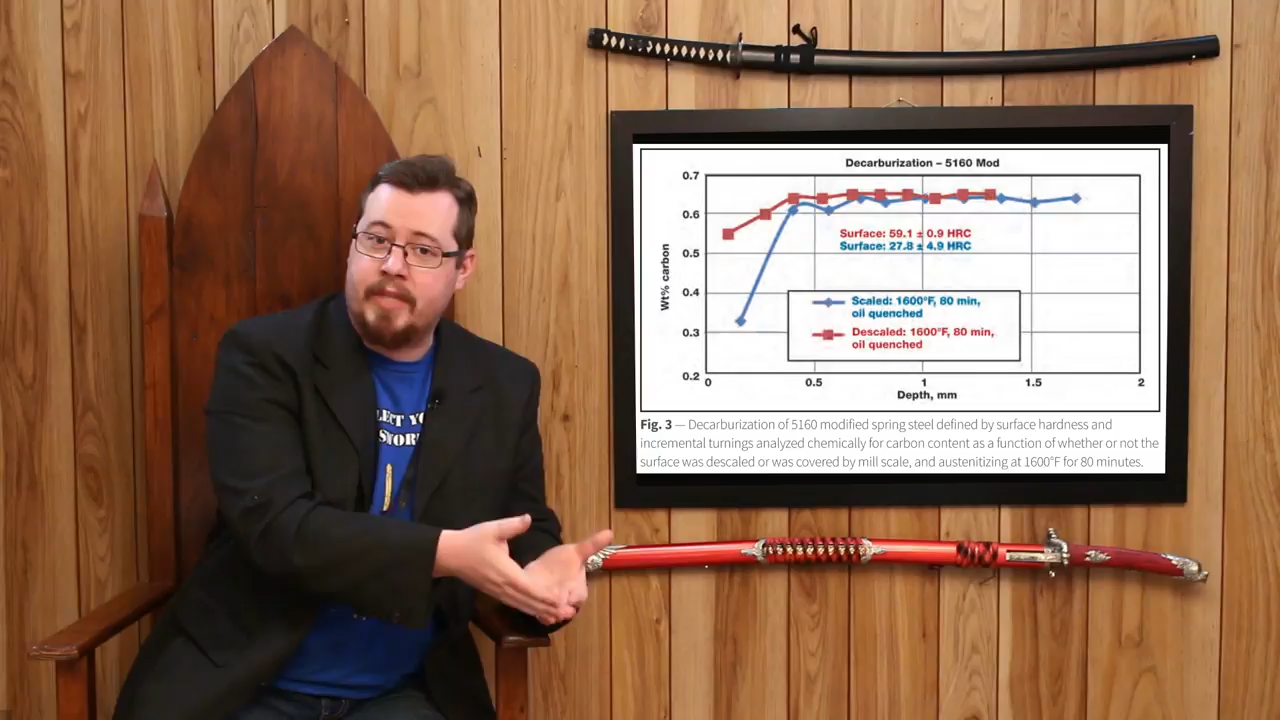 Decarburization – 5160 Mod
0.7
0.6
0.5
0.4
0.3
0.2
Wt% carbon
Surface: 59.1 ± 0.9 HRC
Surface: 27.8 ± 4.9 HRC
Scaled: 1600°F, 80 min,
oil quenched
Descaled: 1600°F, 80 min,
oil quenched
0 0.5 1 1.5 2
Depth, mm
Fig. 3 — Decarburization of 5160 modified spring steel defined by surface hardness and
incremental turnings analyzed chemically for carbon content as a function of whether or not the
surface was descaled or was covered by mill scale, and austenitizing at 1600°F for 80 minutes.